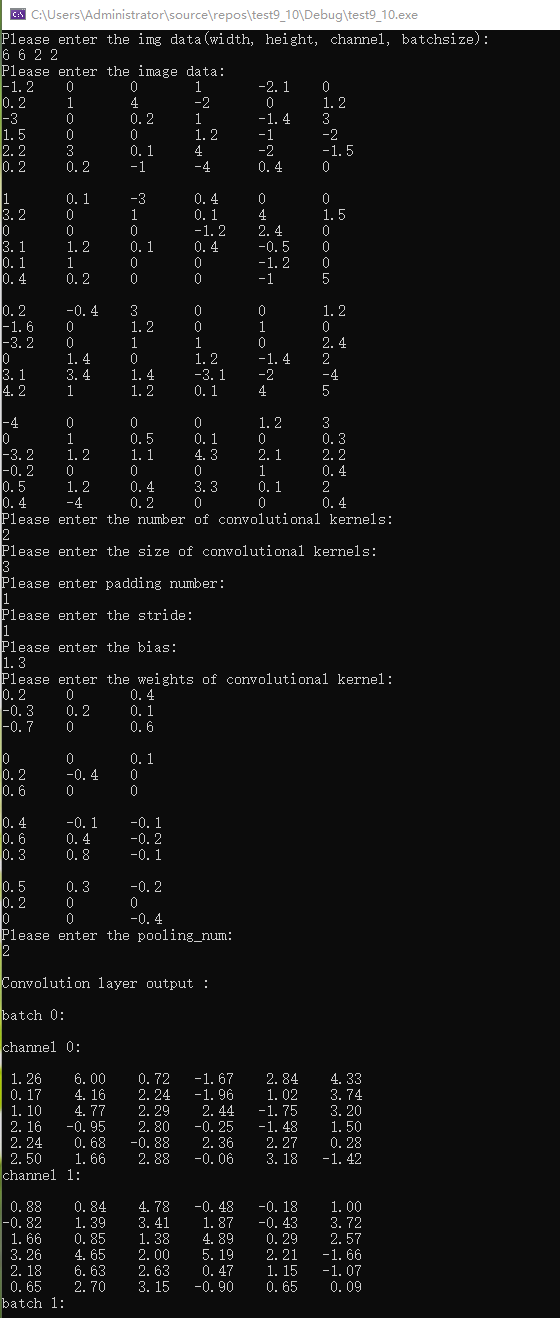 C:\Users\Administrator\source\repos\test9_10\Debug\test9_10.exe
Please enter the img data(width, height, channel, batchsize):
6 6 2 2
Please enter the image data:
-1.2 0 0 1 -2.1 0
0.2 1 4 -2 0 1.2
-3 0 0.2 1 -1.4 3
1.5 0 0 1.2 -1 -2
2.2 3 0.1 4 -2 -1.5
0.2 0.2 -1 -4 0.4 0
1 0.1 -3 0.4 0 0
3.2 0 1 0.1 4 1.5
0 0 0 -1.2 2.4 0
3.1 1.2 0.1 0.4 -0.5 0
0.1 1 0 0 -1.2 0
0.4 0.2 0 0 -1 5
0.2 -0.4 3 0 0 1.2
-1.6 0 1.2 0 1 0
-3.2 0 1 1 0 2.4
0 1.4 0 1.2 -1.4 2
3.1 3.4 1.4 -3.1 -2 -4
4.2 1 1.2 0.1 4 5
-4 0 0 0 1.2 3
0 1 0.5 0.1 0 0.3
-3.2 1.2 1.1 4.3 2.1 2.2
-0.2 0 0 0 1 0.4
0.5 1.2 0.4 3.3 0.1 2
0.4 -4 0.2 0 0 0.4
Please enter the number of convolutional kernels:
2
Please enter the size of convolutional kernels:
3
Please enter padding number:
1
Please enter the stride:
1
Please enter the bias:
1.3
Please enter the weights of convolutional kernel:
0.2 0 0.4
-0.3 0.2 0.1
-0.7 0 0.6
0 0 0.1
0.2 -0.4 0
0.6 0 0
0.4 -0.1 -0.1
0.6 0.4 -0.2
0.3 0.8 -0.1
0.5 0.3 -0.2
0.2 0 0
0 0 -0.4
Please enter the pooling_num:
2
Convolution layer output :
batch 0:
channel 0:
1.26 6.00 0.72 -1.67 2.84 4.33
0.17 4.16 2.24 -1.96 1.02 3.74
1.10 4.77 2.29 2.44 -1.75 3.20
2.16 -0.95 2.80 -0.25 -1.48 1.50
2.24 0.68 -0.88 2.36 2.27 0.28
2.50 1.66 2.88 -0.06 3.18 -1.42
channel 1:
0.88 0.84 4.78 -0.48 -0.18 1.00
-0.82 1.39 3.41 1.87 -0.43 3.72
1.66 0.85 1.38 4.89 0.29 2.57
3.26 4.65 2.00 5.19 2.21 -1.66
2.18 6.63 2.63 0.47 1.15 -1.07
0.65 2.70 3.15 -0.90 0.65 0.09
batch 1: